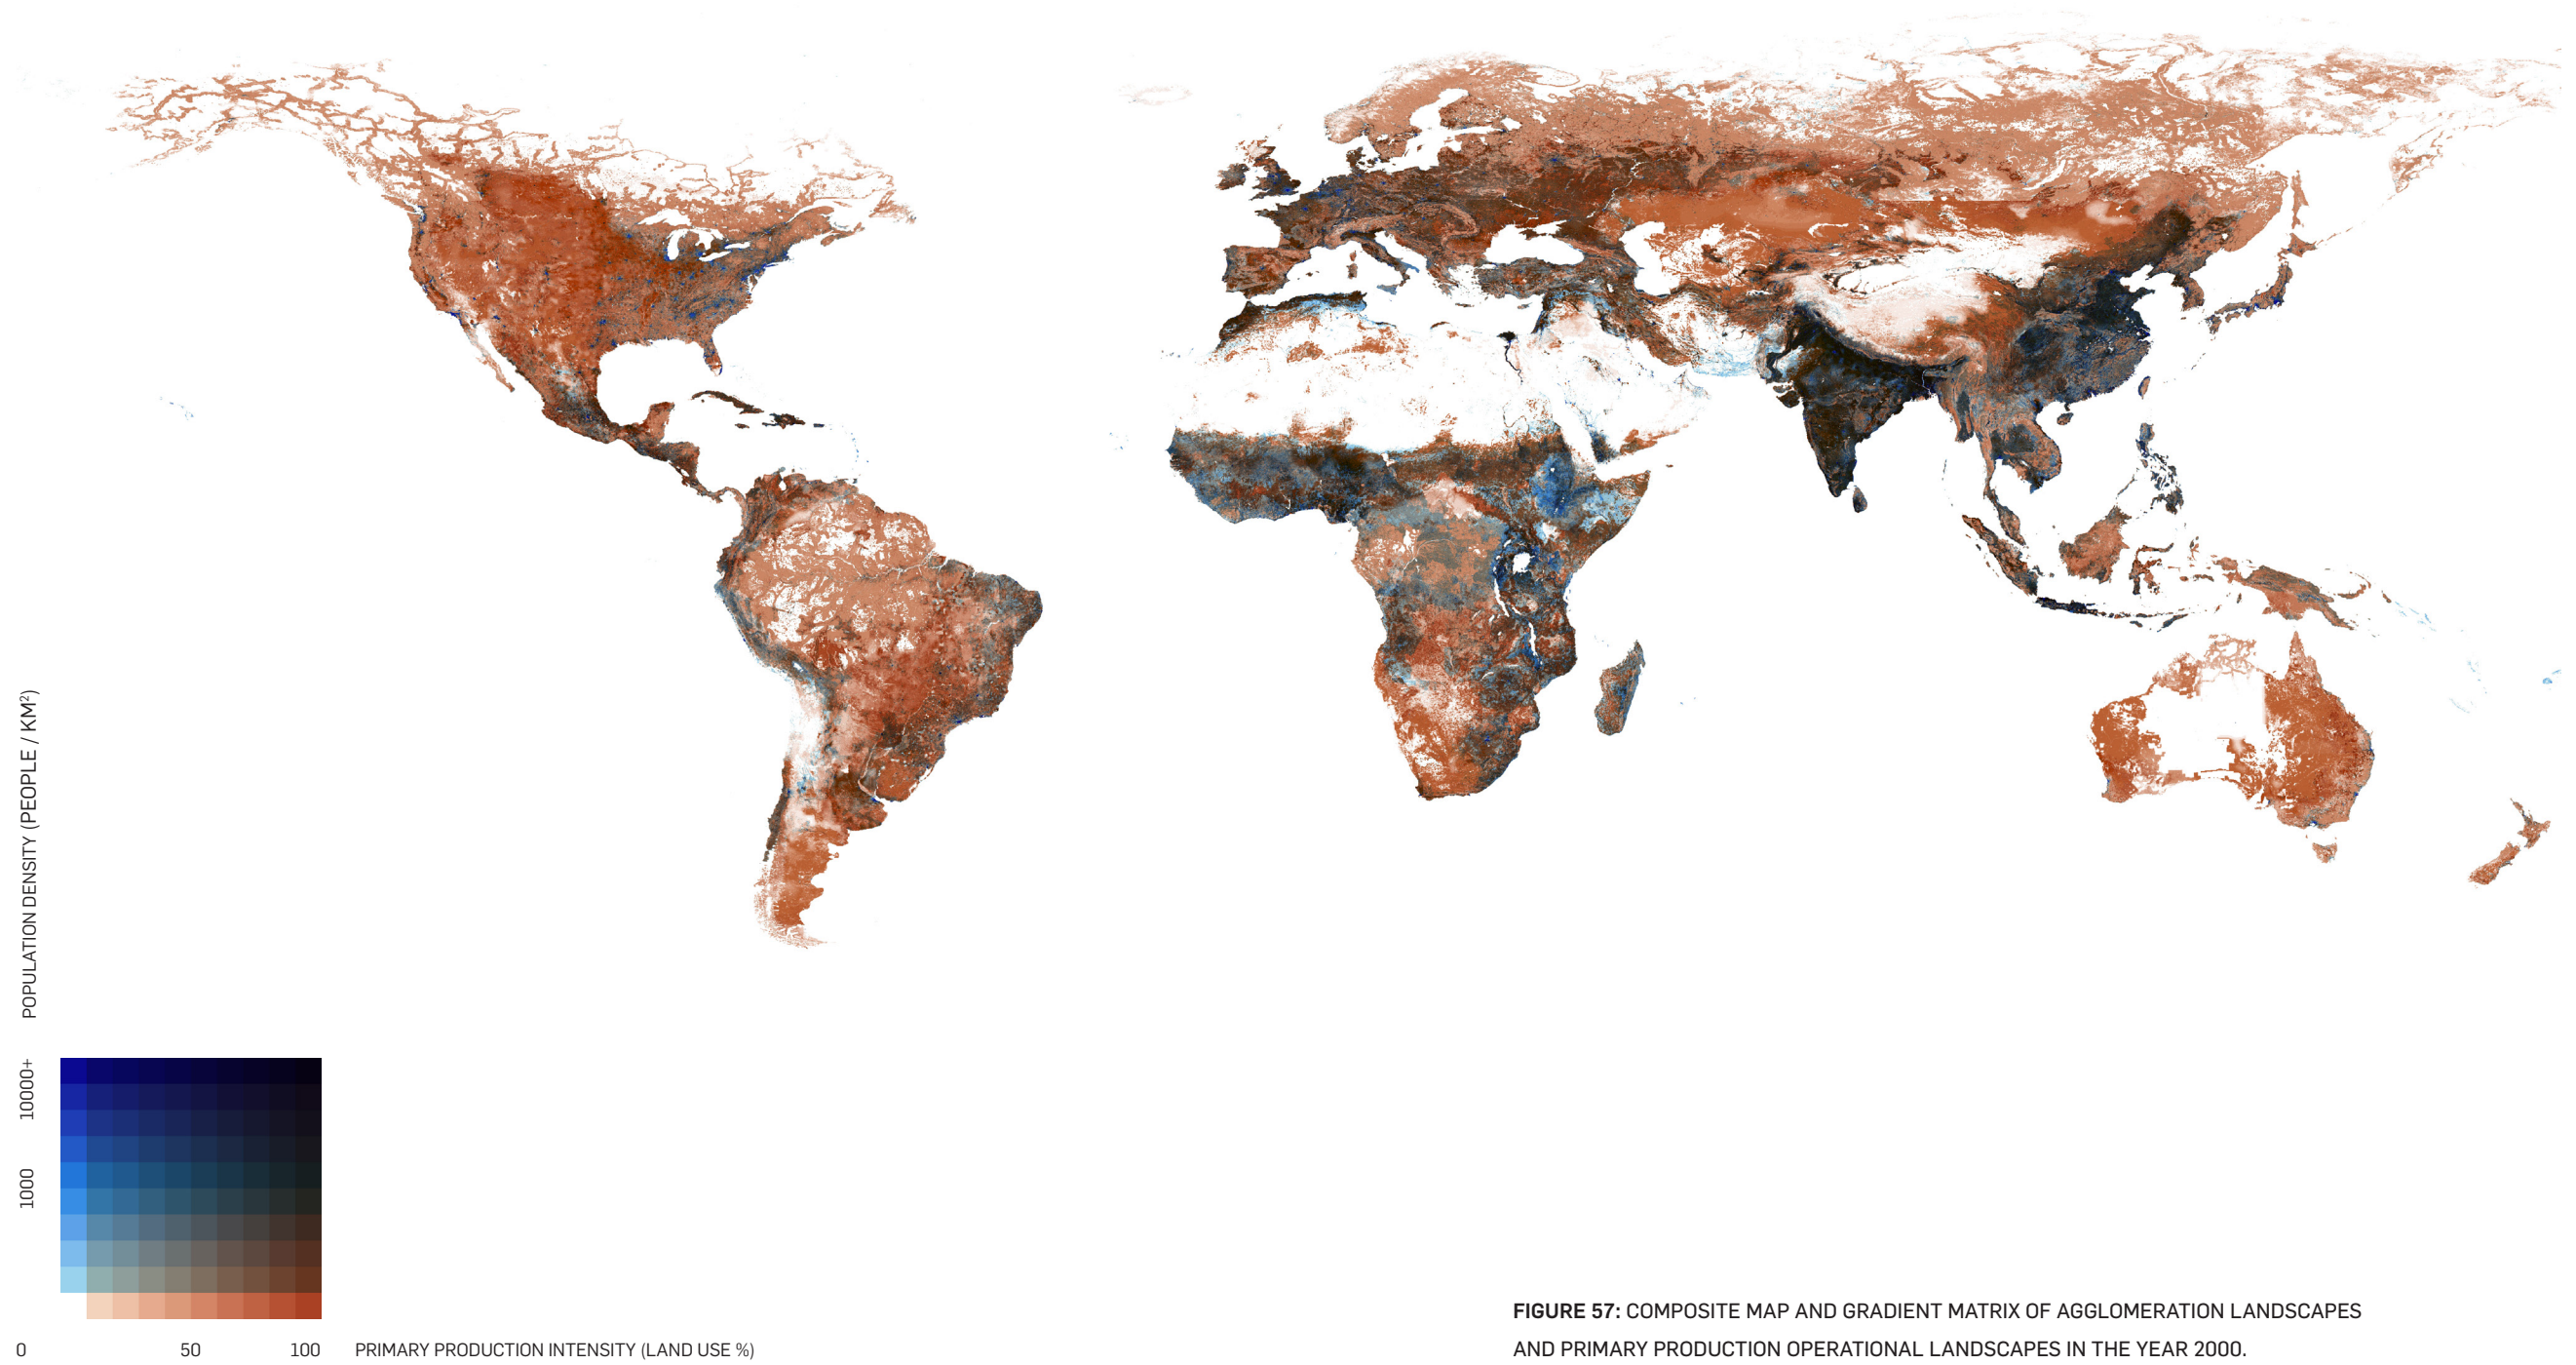 POPULATION DENSITY (PEOPLE / KM²)
10000+
1000
0
50
100
PRIMARY PRODUCTION INTENSITY (LAND USE %)
FIGURE 57: COMPOSITE MAP AND GRADIENT MATRIX OF AGGLOMERATION LANDSCAPES
AND PRIMARY PRODUCTION OPERATIONAL LANDSCAPES IN THE YEAR 2000.